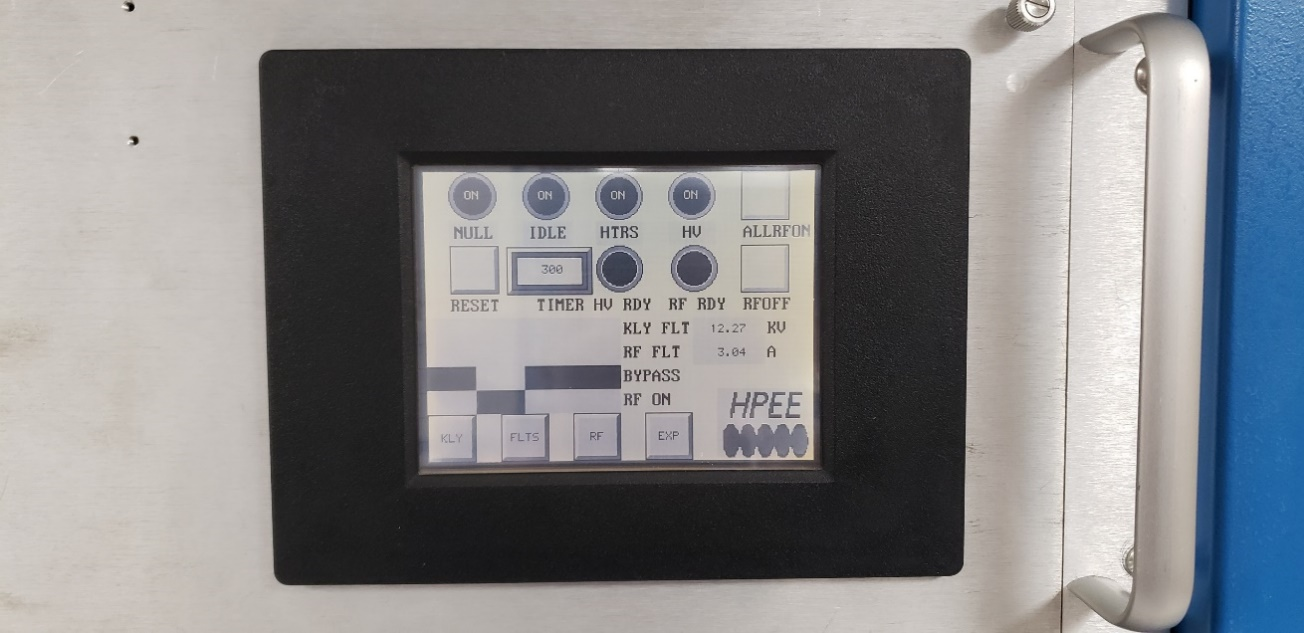 ON ON ON ON
NULL IDLE HTRS HV ALLRFON
300
RESET TIMER HV RDY RF RDY RFOFF
KLY FLT 12.27 KV
RF FLT 3.04 A
BYPASS
RF ON
HPEE
KLY FLTS RF EXP